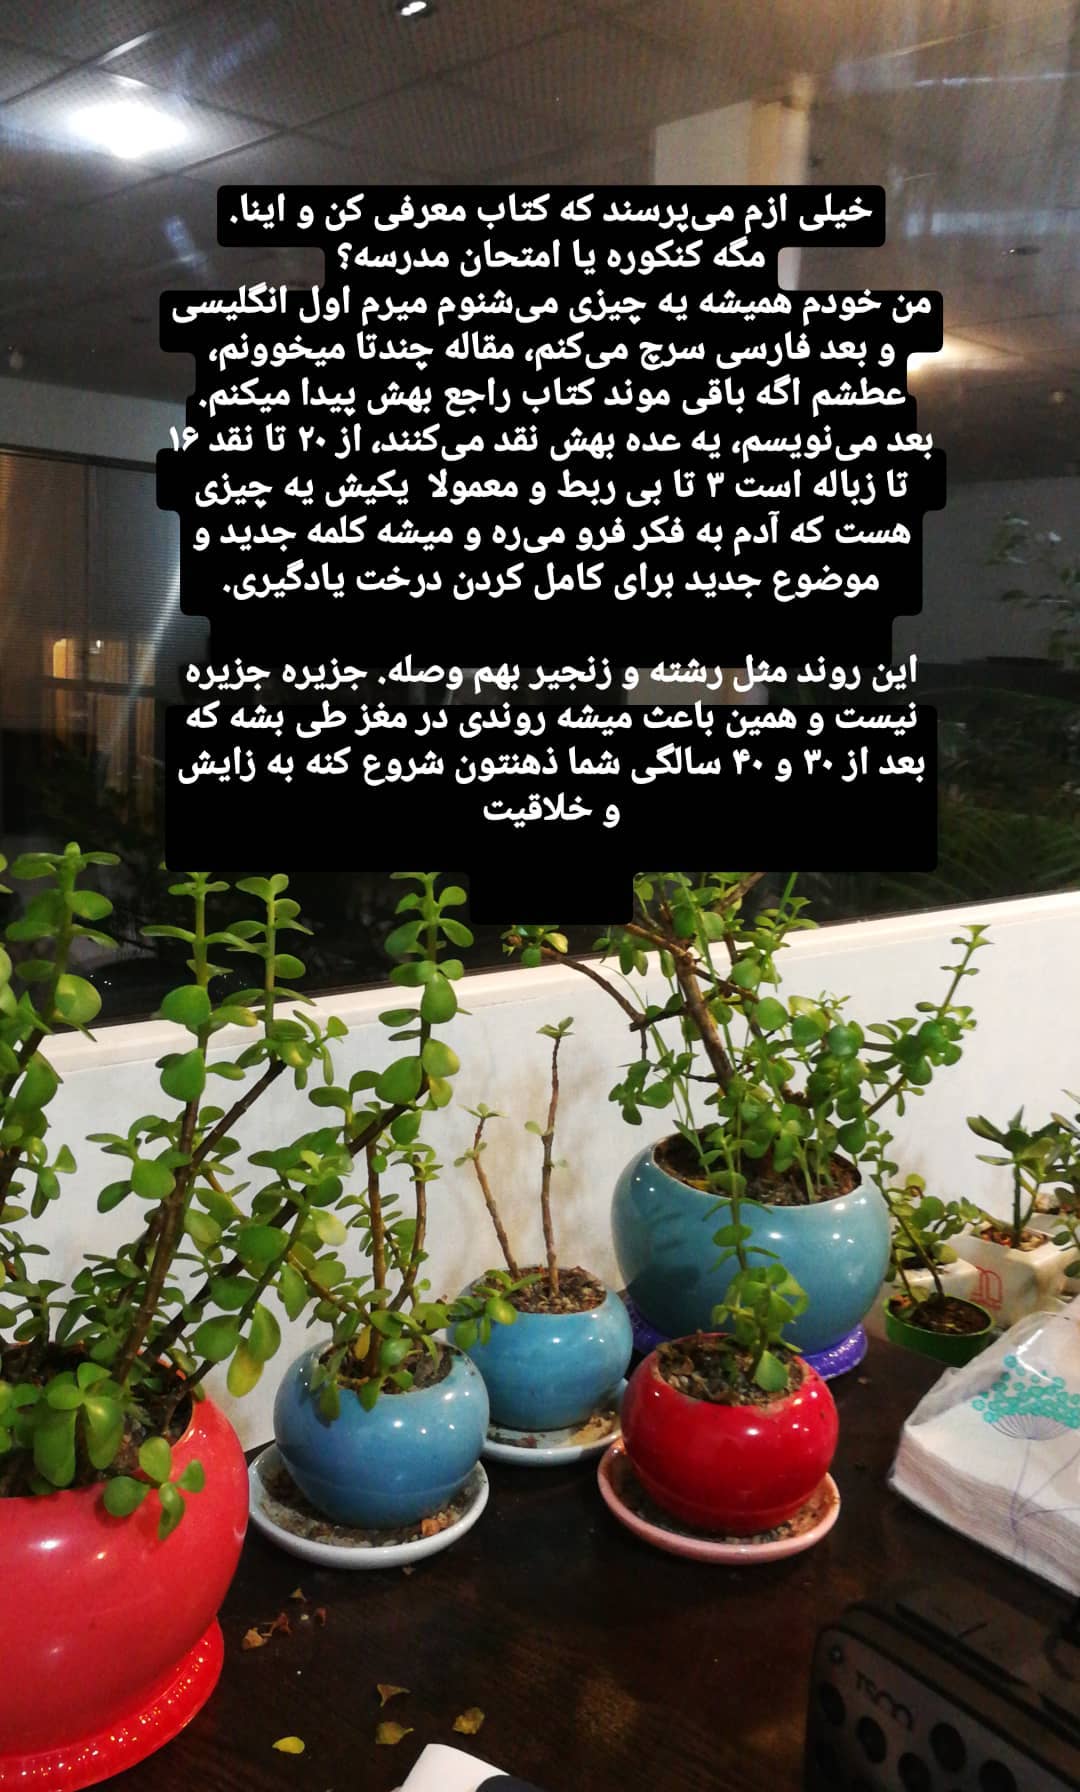 خیلی ازم می‌پرسند که کتاب معرفی کن و اینا.
مگه کنکوره یا امتحان مدرسه؟
من خودم همیشه یه چیزی می‌شنوم میرم اول انگلیسی
و بعد فارسی سرچ می‌کنم، مقاله چندتا میخوونم،
عطشم اگه باقی موند کتاب راجع بهش پیدا میکنم.
بعد می‌نویسم، یه عده بهش نقد می‌کنند، از ۲۰ تا نقد ۱۶
تا زباله است ۳ تا بی ربط و معمولا یکیش یه چیزی
هست که آدم به فکر فرو می‌ره و میشه کلمه جدید و
موضوع جدید برای کامل کردن درخت یادگیری.
این روند مثل رشته و زنجیر بهم وصله. جزیره جزیره
نیست و همین باعث میشه روندی در مغز طی بشه که
بعد از ۳۰ و ۴۰ سالگی شما ذهنتون شروع کنه به زایش
و خلاقیت
TSCO